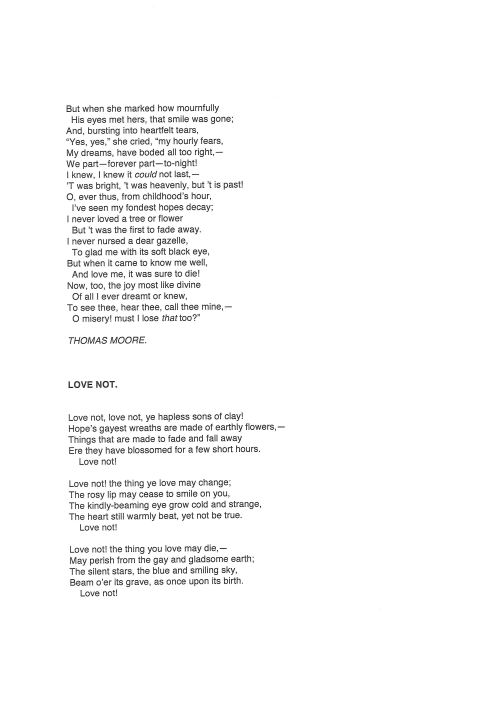 But when she marked how mournfully
His eyes met hers, that smile was gone;
And, bursting into heartfelt tears,
“Yes, yes,” she cried, “my hourly fears,
My dreams, have boded all too right,—
We part—forever part—to-night!
I knew, I knew it could not last,—
'T was bright, 't was heavenly, but 't is past!
O, ever thus, from childhood's hour,
I've seen my fondest hopes decay;
I never loved a tree or flower
But 't was the first to fade away.
I never nursed a dear gazelle,
To glad me with its soft black eye,
But when it came to know me well,
And love me, it was sure to die!
Now, too, the joy most like divine
Of all I ever dreamt or knew,
To see thee, hear thee, call thee mine,—
O misery! must I lose that too?”
THOMAS MOORE.
LOVE NOT.
Love not, love not, ye hapless sons of clay!
Hope's gayest wreaths are made of earthly flowers,—
Things that are made to fade and fall away
Ere they have blossomed for a few short hours.
Love not!
Love not! the thing ye love may change;
The rosy lip may cease to smile on you,
The kindly-beaming eye grow cold and strange,
The heart still warmly beat, yet not be true.
Love not!
Love not! the thing you love may die,—
May perish from the gay and gladsome earth;
The silent stars, the blue and smiling sky,
Beam o'er its grave, as once upon its birth.
Love not!